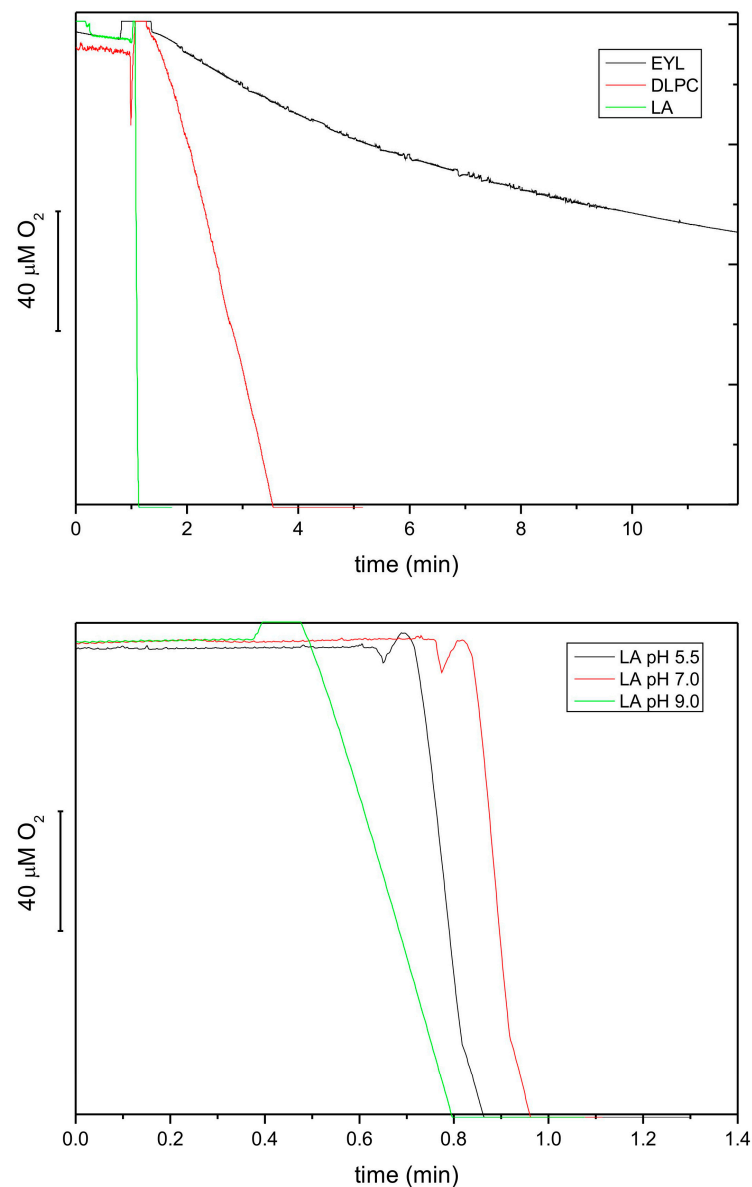 EYL
DLPC
LA
40 μM O₂
0 2 4 6 8 10
time (min)
LA pH 5.5
LA pH 7.0
LA pH 9.0
40 μM O₂
0.0 0.2 0.4 0.6 0.8 1.0 1.2 1.4
time (min)